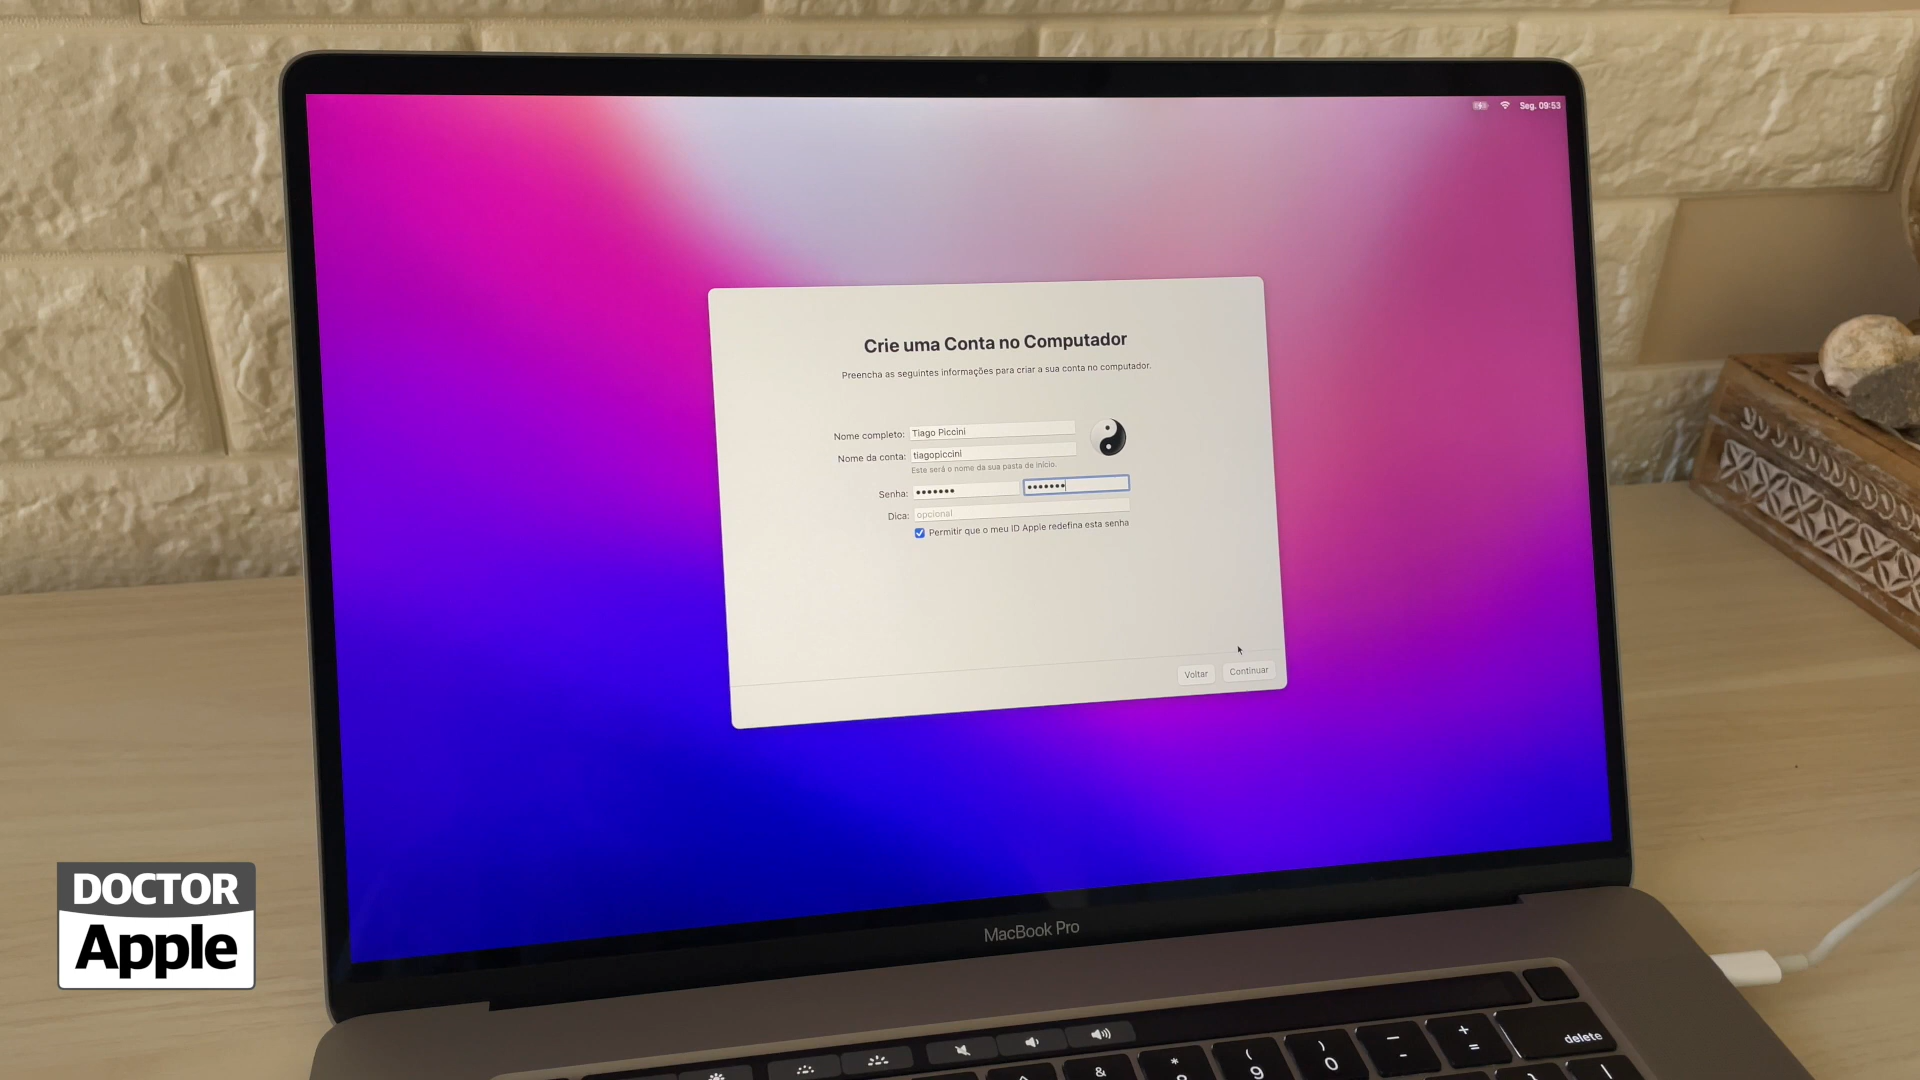 Seg. 09:53
Crie uma Conta no Computador
Preencha as seguintes informações para criar a sua conta no computador.
Nome completo: Tiago Piccini
Nome da conta: tiagopiccini
Este será o nome da sua pasta de início.
Senha: ••••••• •••••••
Dica: opcional
Permitir que o meu ID Apple redefina esta senha
Voltar Continuar
MacBook Pro
DOCTOR
Apple
delete
* ( ) _ +
& 9 0 - =